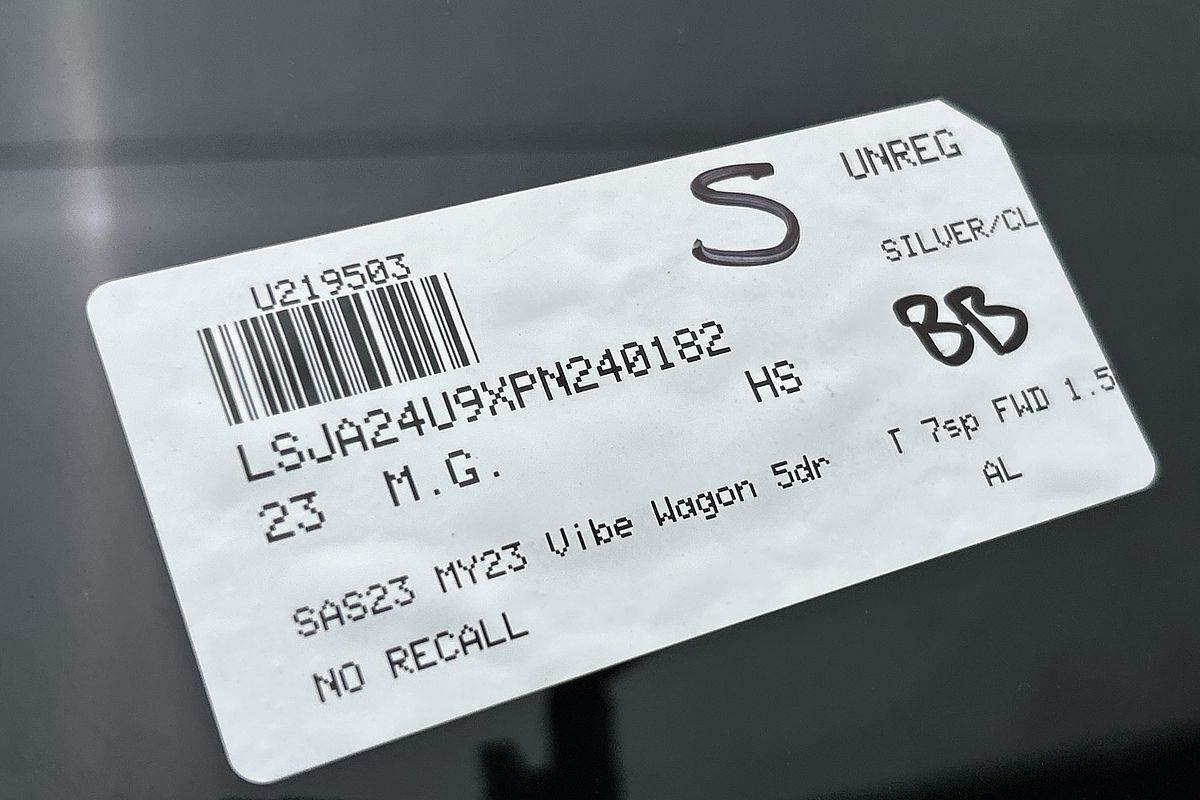 S
UNREG
U219503
SILVER/CL
LSJA24U9XPN240182
BB
23 M.G. HS
SAS23 MY23 Vibe Wagon 5dr T 7sp FWD 1.5
AL
NO RECALL